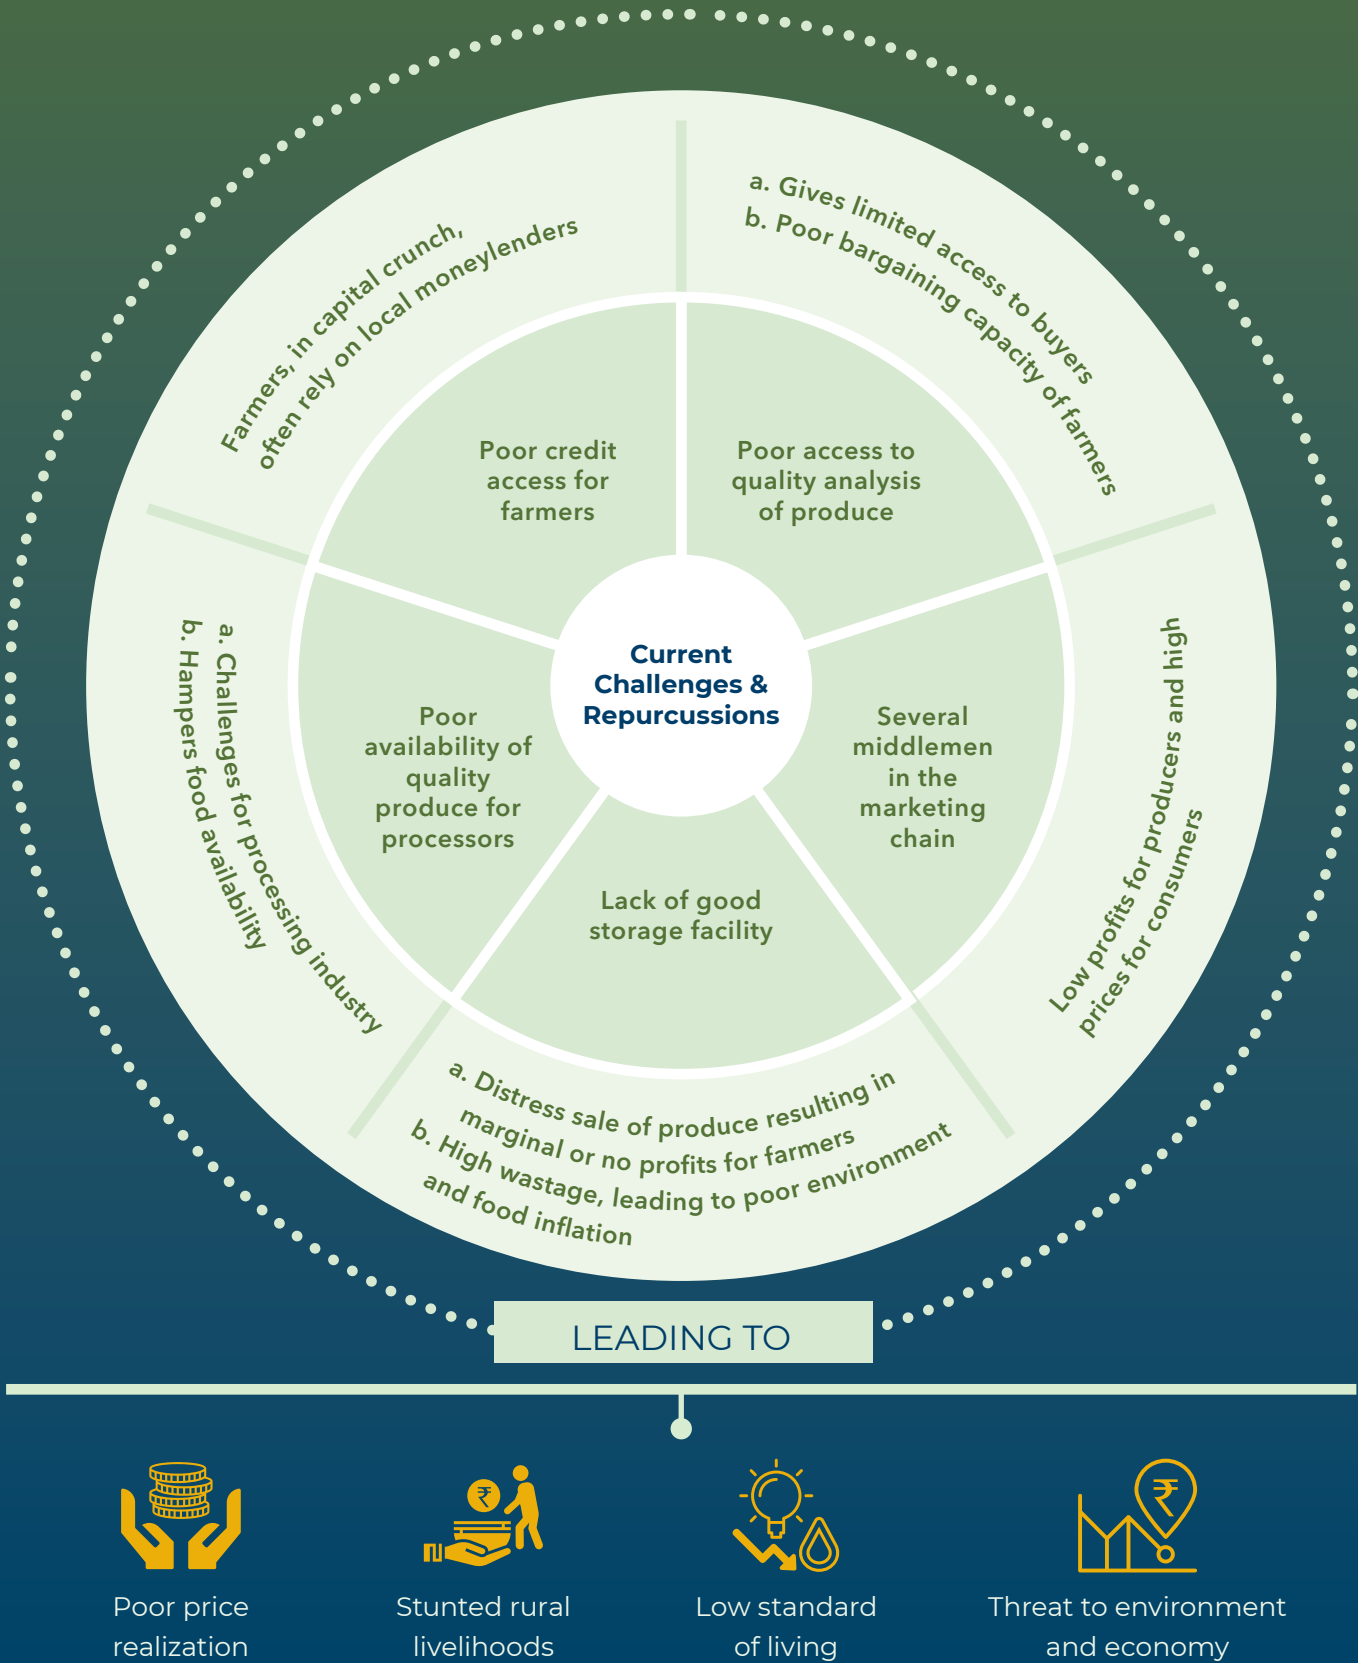 Farmers, in capital crunch,
often rely on local moneylenders
a. Gives limited access to buyers
b. Poor bargaining capacity of farmers
Poor credit
access for
farmers
Poor access to
quality analysis
of produce
Current
Challenges &
Repurcussions
a. Challenges for processing industry
b. Hampers food availability
Poor
availability of
quality
produce for
processors
Several
middlemen
in the
marketing
chain
Low profits for producers and high
prices for consumers
Lack of good
storage facility
a. Distress sale of produce resulting in
marginal or no profits for farmers
b. High wastage, leading to poor environment
and food inflation
LEADING TO
₹
₹
Poor price
realization
Stunted rural
livelihoods
Low standard
of living
Threat to environment
and economy